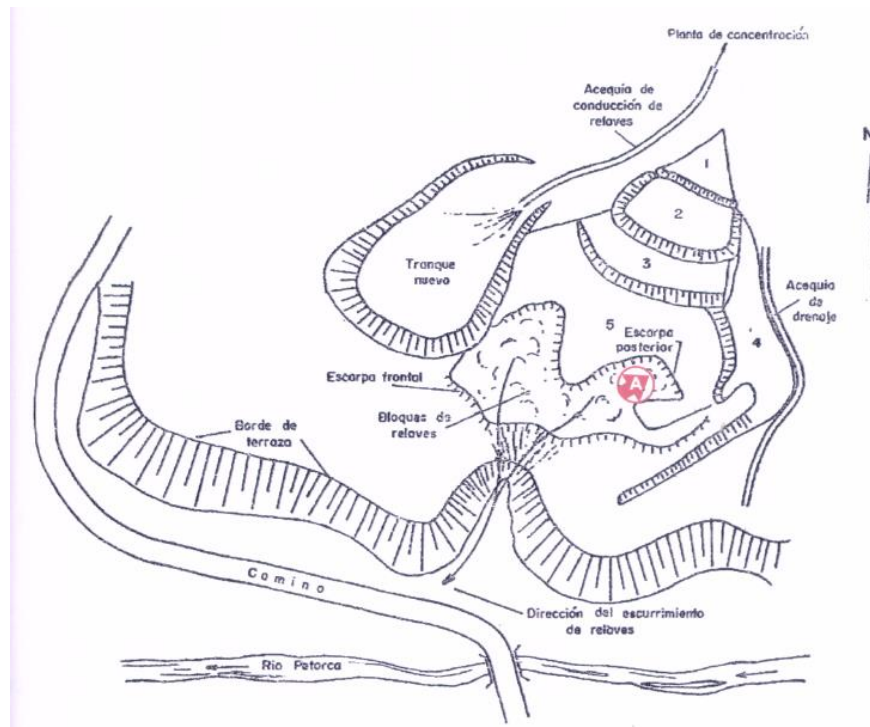 Planta de concentración
Acequia de
conducción de
relaves
N
1
2
3
Tranque
nuevo
Acequia
de
drenaje
5
Escarpa
posterior
4
Escarpa frontal
A
Bloques de
relaves
Borde de
terraza
Camino
Dirección del escurrimiento
de relaves
Río Petorca